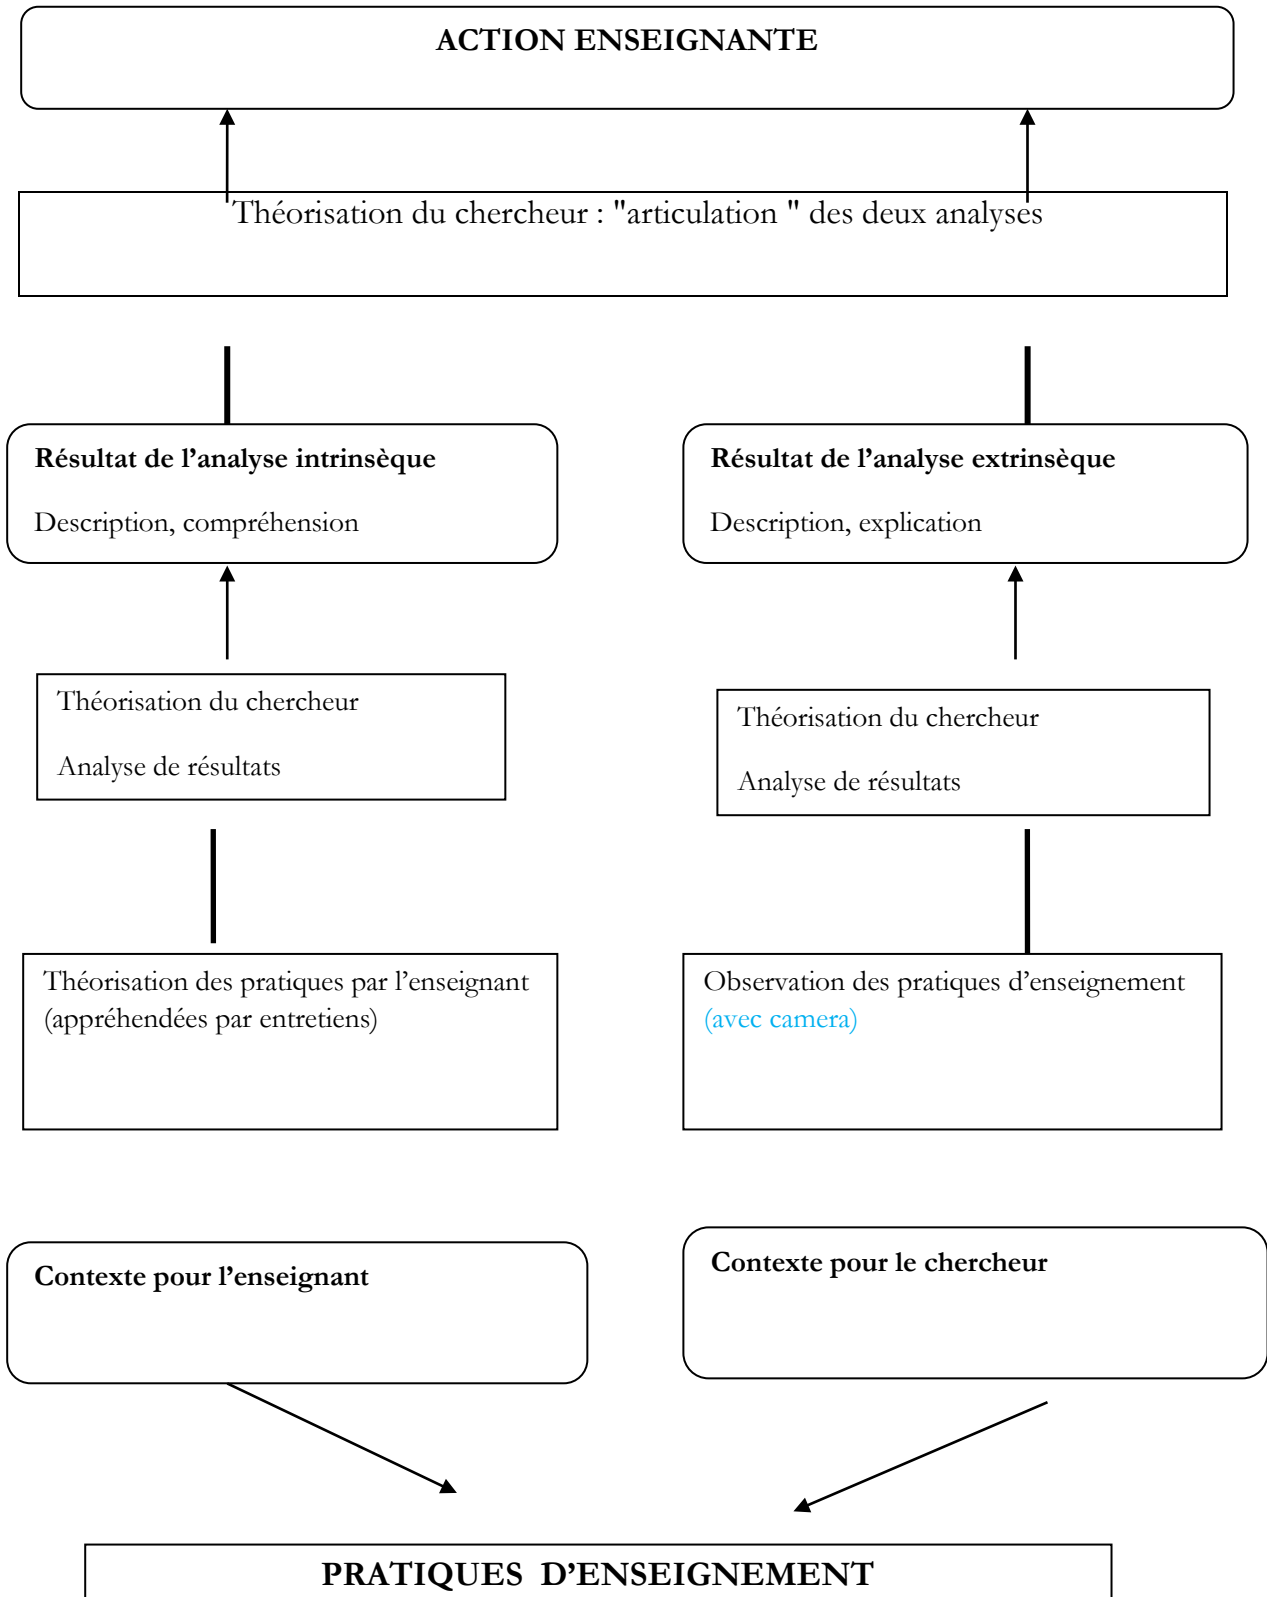 ACTION ENSEIGNANTE
Théorisation du chercheur : "articulation " des deux analyses
Résultat de l’analyse intrinsèque
Description, compréhension
Résultat de l’analyse extrinsèque
Description, explication
Théorisation du chercheur
Analyse de résultats
Théorisation du chercheur
Analyse de résultats
Théorisation des pratiques par l’enseignant
(appréhendées par entretiens)
Observation des pratiques d’enseignement
(avec camera)
Contexte pour l’enseignant
Contexte pour le chercheur
PRATIQUES D’ENSEIGNEMENT